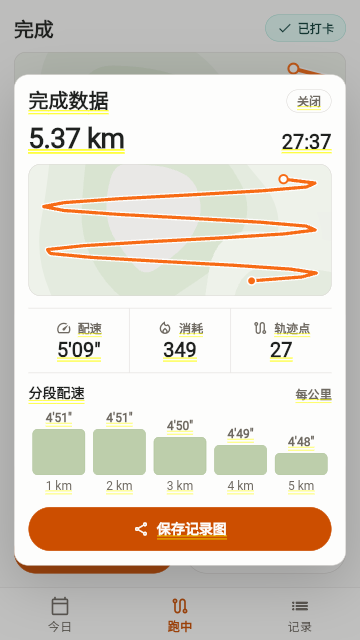 完成
已打卡
完成数据
关闭
5.37 km
27:37
配速
消耗
轨迹点
5'09"
349
27
分段配速
每公里
4'51"
4'51"
4'50"
4'49"
4'48"
1 km
2 km
3 km
4 km
5 km
保存记录图
今日
跑中
记录